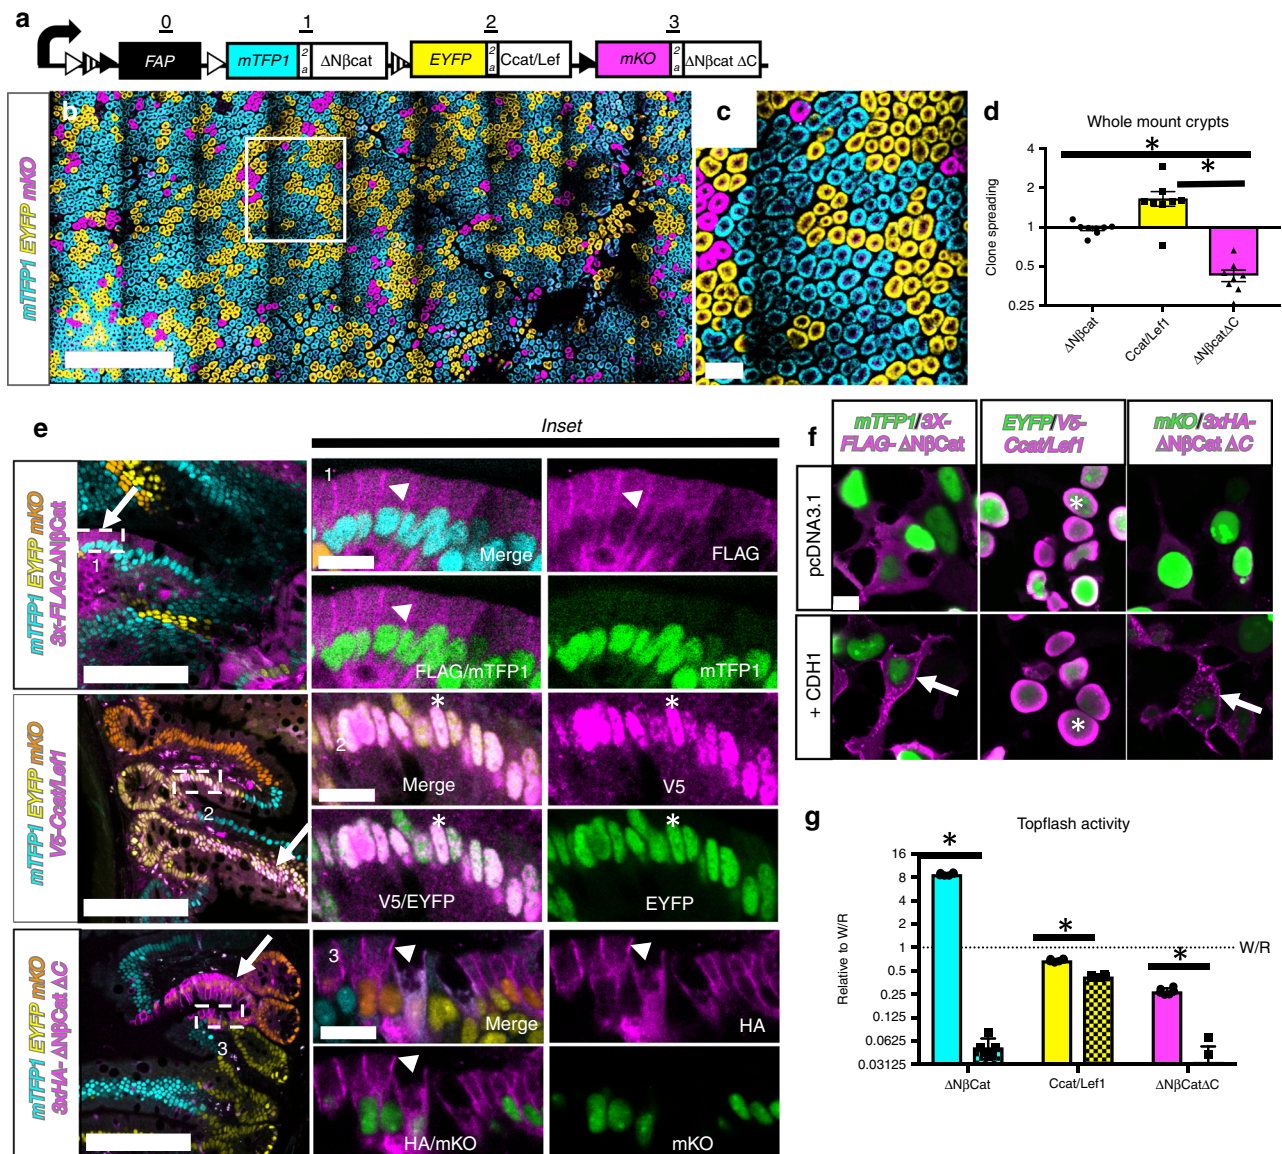 a
0
1
2
3
FAP
mTFP1
2
a
ΔNβcat
EYFP
2
a
Ccat/Lef
mKO
2
a
ΔNβcat ΔC
mTFP1 EYFP mKO
b
c
d
Whole mount crypts
Clone spreading
4
2
1
0.5
0.25
*
*
ΔNβcat
Ccat/Lef1
ΔNβcatΔC
e
Inset
mTFP1 EYFP mKO
3x-FLAG-ΔNβCat
1
1
Merge
FLAG
FLAG/mTFP1
mTFP1
mTFP1 EYFP mKO
V5-Ccat/Lef1
2
2
*
Merge
*
V5
*
V5/EYFP
*
EYFP
mTFP1 EYFP mKO
3xHA- ΔNβCat ΔC
3
3
Merge
HA
HA/mKO
mKO
f
mTFP1/3X-
FLAG- ΔNβCat
EYFP/V5-
Ccat/Lef1
mKO/3xHA-
ΔNβCat ΔC
pcDNA3.1
*
+ CDH1
*
g
Topflash activity
Relative to W/R
16
8
4
2
1
0.5
0.25
0.125
0.0625
0.03125
*
*
*
W/R
ΔNβCat
Ccat/Lef1
ΔNβCatΔC